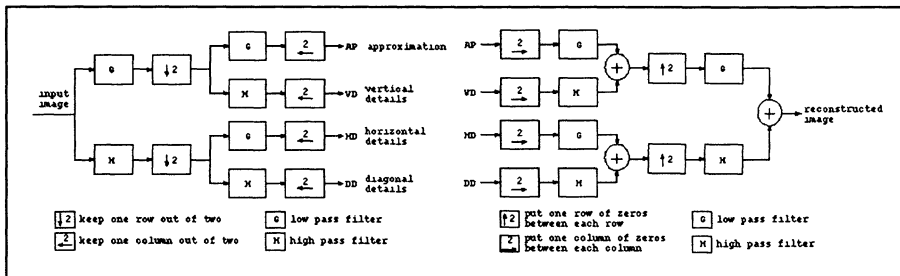 input
image
G
↓2
G
2
←
AP approximation
H
2
←
VD vertical
details
H
↓2
G
2
←
HD horizontal
details
H
2
←
DD diagonal
details
↓2 keep one row out of two
G low pass filter
2 ← keep one column out of two
H high pass filter
AP
2
→
G
VD
2
→
H
+
↑2
G
HD
2
→
G
DD
2
→
H
+
↑2
H
+
reconstructed
image
↑2 put one row of zeros
between each row
G low pass filter
2 → put one column of zeros
between each column
H high pass filter